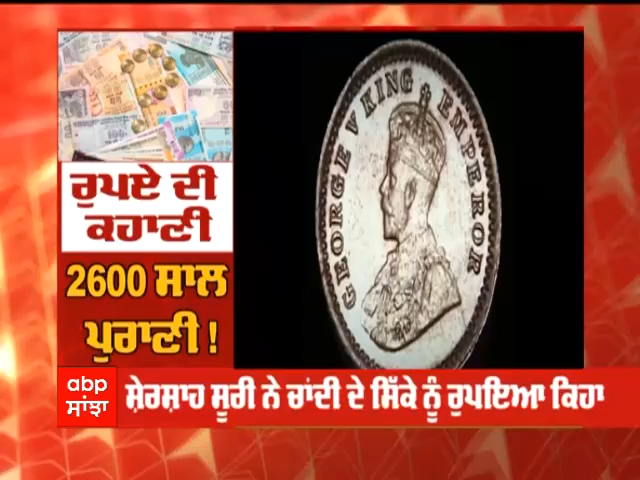 ਰੁਪਏ ਦੀ
ਕਹਾਣੀ
2600 ਸਾਲ
ਪੁਰਾਣੀ!
GEORGE V KING EMPEROR
abp
ਸਾਂਝਾ
ਸ਼ੇਰਸ਼ਾਹ ਸੂਰੀ ਨੇ ਚਾਂਦੀ ਦੇ ਸਿੱਕੇ ਨੂੰ ਰੁਪਇਆ ਕਿਹਾ